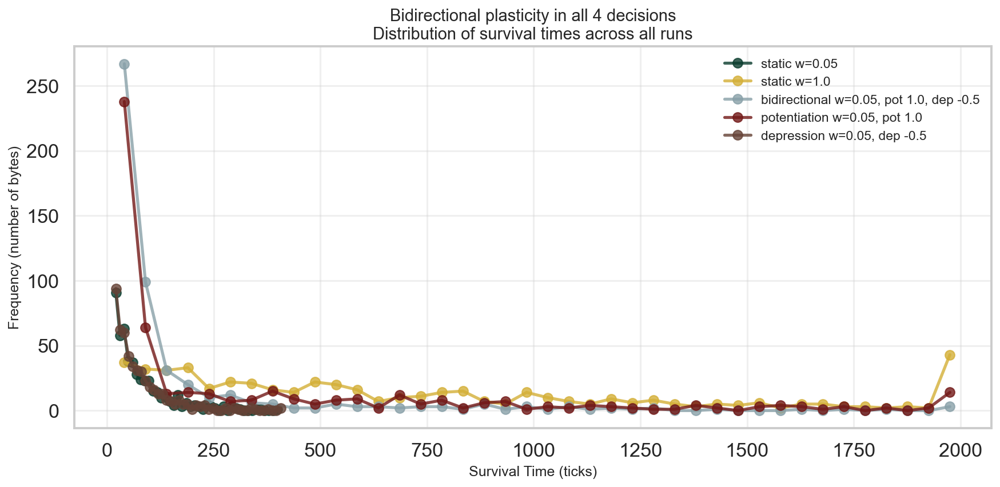 Bidirectional plasticity in all 4 decisions
Distribution of survival times across all runs
static w=0.05
static w=1.0
bidirectional w=0.05, pot 1.0, dep -0.5
potentiation w=0.05, pot 1.0
depression w=0.05, dep -0.5
Frequency (number of bytes)
250
200
150
100
50
0
0 250 500 750 1000 1250 1500 1750 2000
Survival Time (ticks)